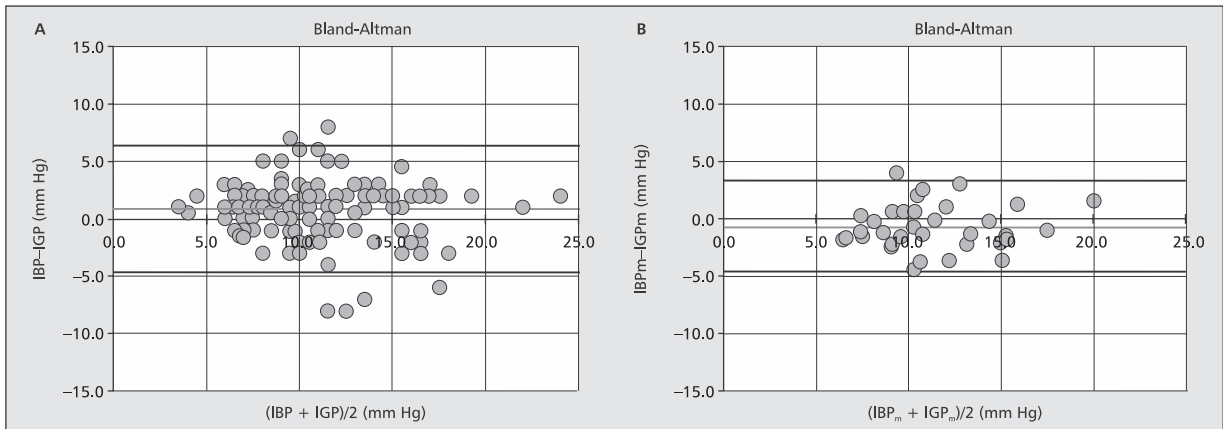 A
Bland-Altman
15.0
10.0
5.0
0.0
−5.0
−10.0
−15.0
0.0 5.0 10.0 15.0 20.0 25.0
IBP–IGP (mm Hg)
(IBP + IGP)/2 (mm Hg)
B
Bland-Altman
15.0
10.0
5.0
0.0
−5.0
−10.0
−15.0
0.0 5.0 10.0 15.0 20.0 25.0
IBPm–IGPm (mm Hg)
(IBPm + IGPm)/2 (mm Hg)